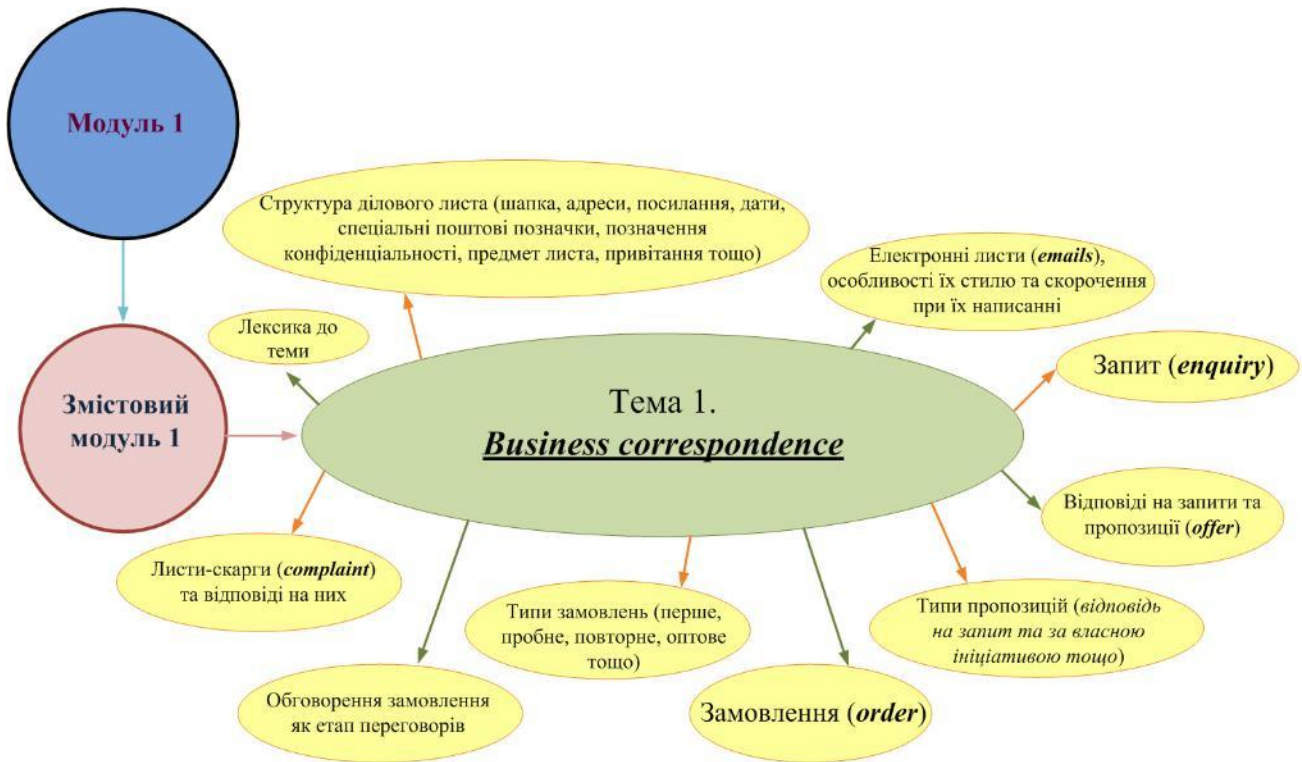 Модуль 1
Структура ділового листа (шапка, адреси, посилання, дати,
спеціальні поштові позначки, позначення
конфіденціальності, предмет листа, привітання тощо)
Електронні листи (emails),
особливості їх стилю та скорочення
при їх написанні
Лексика до
теми
Запит (enquiry)
Змістовий
модуль 1
Тема 1.
Business correspondence
Відповіді на запити та
пропозиції (offer)
Листи-скарги (complaint)
та відповіді на них
Типи замовлень (перше,
пробне, повторне, оптове
тощо)
Типи пропозицій (відповідь
на запит та за власною
ініціативою тощо)
Обговорення замовлення
як етап переговорів
Замовлення (order)